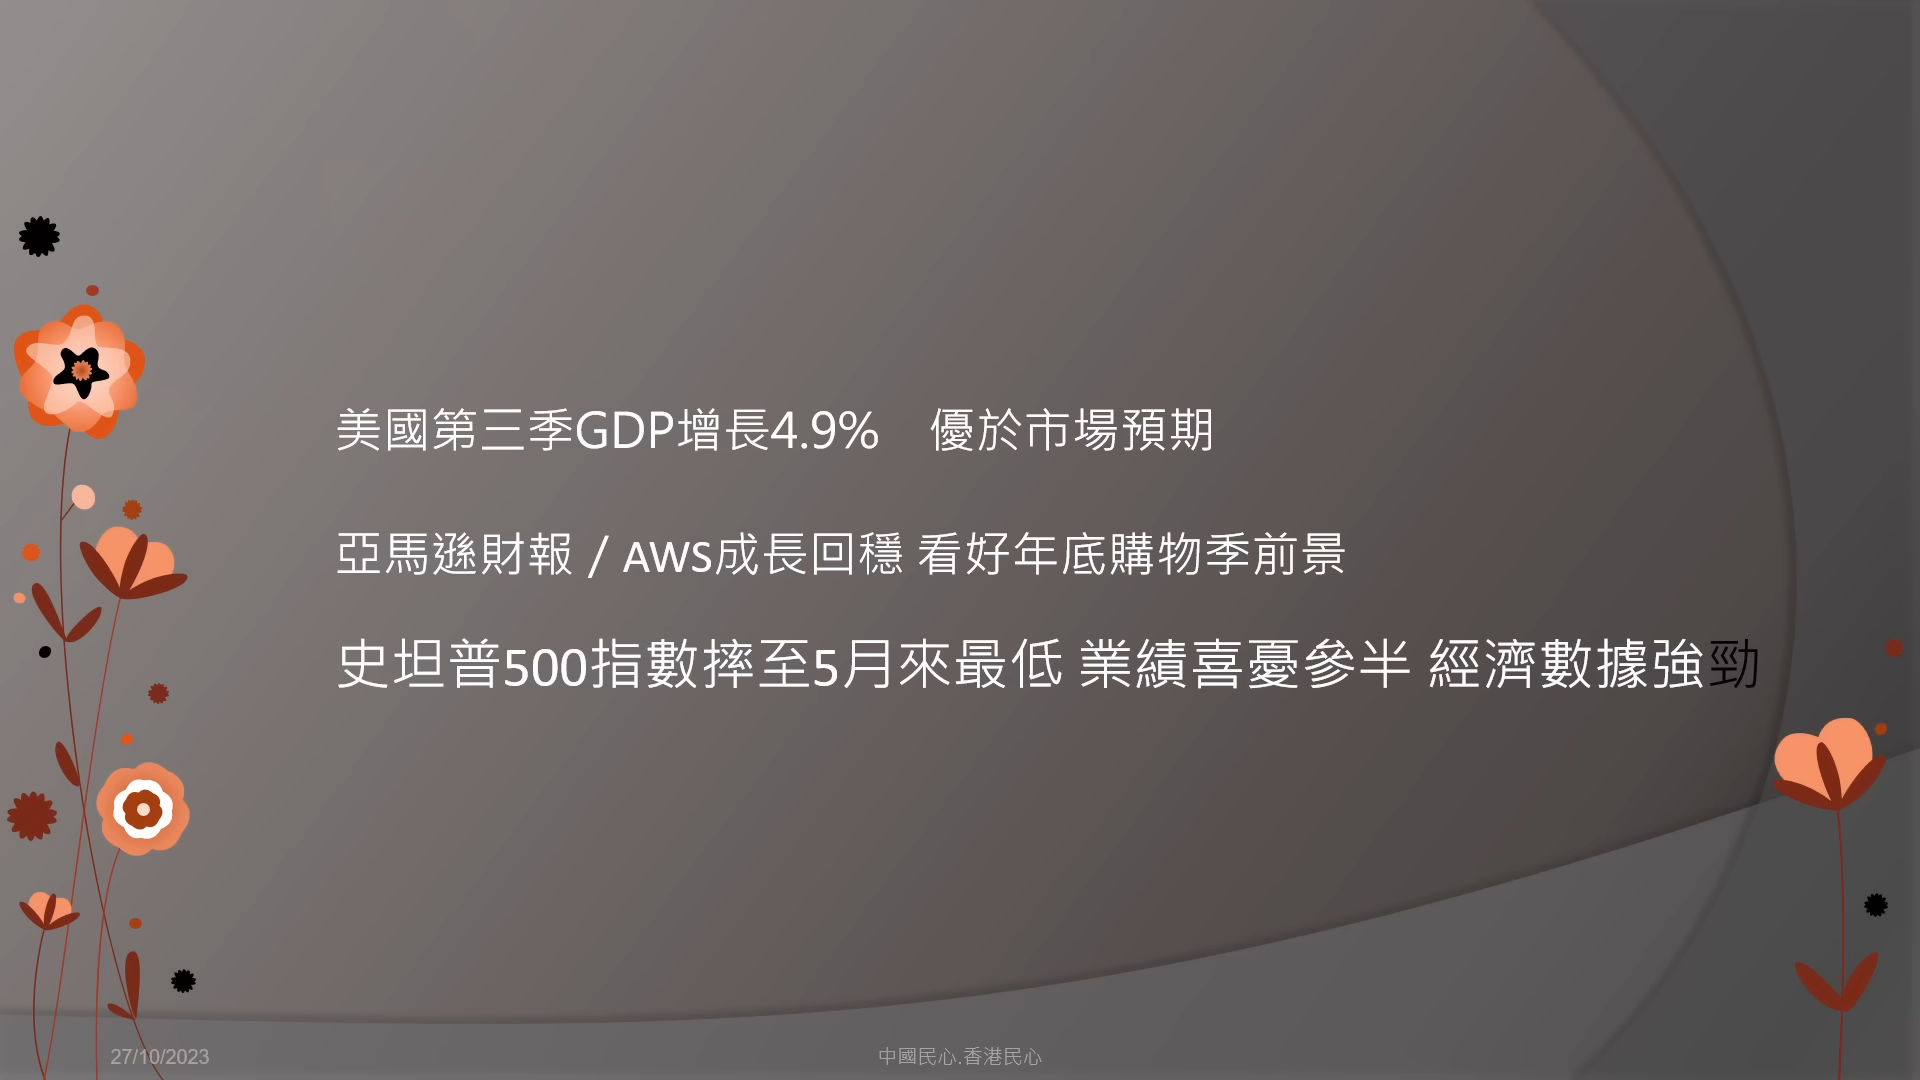 美國第三季GDP增長4.9%　優於市場預期
亞馬遜財報／AWS成長回穩 看好年底購物季前景
史坦普500指數摔至5月來最低 業績喜憂參半 經濟數據強勁
27/10/2023
中國民心.香港民心